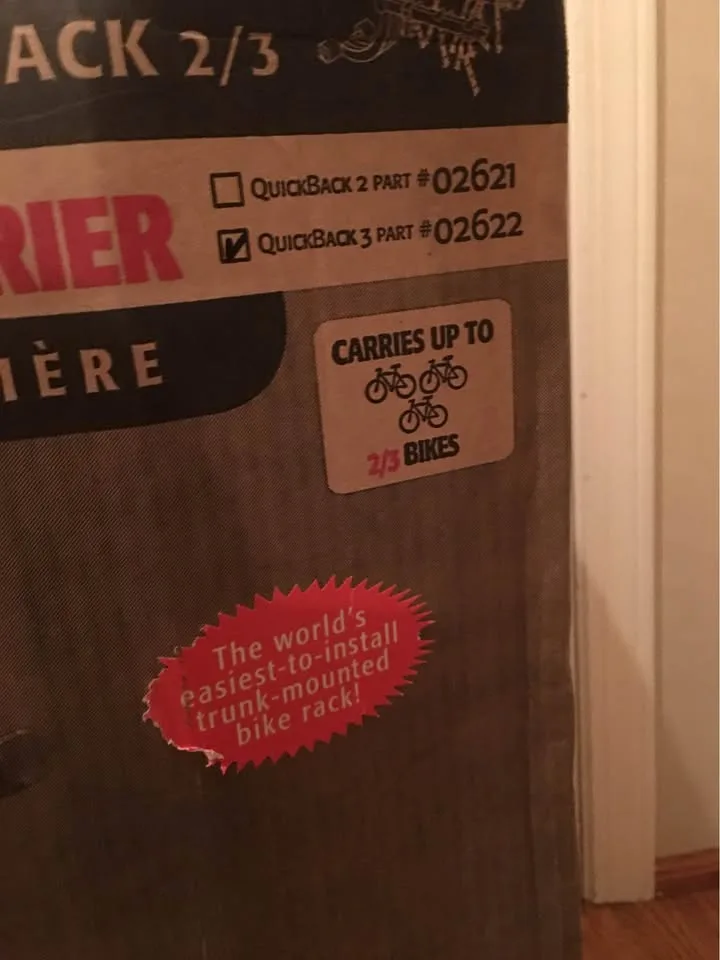 ACK 2/3
QUICKBACK 2 PART #02621
RIER
QUICKBACK 3 PART #02622
IÈRE
CARRIES UP TO
2/3 BIKES
The world's
easiest-to-install
trunk-mounted
bike rack!